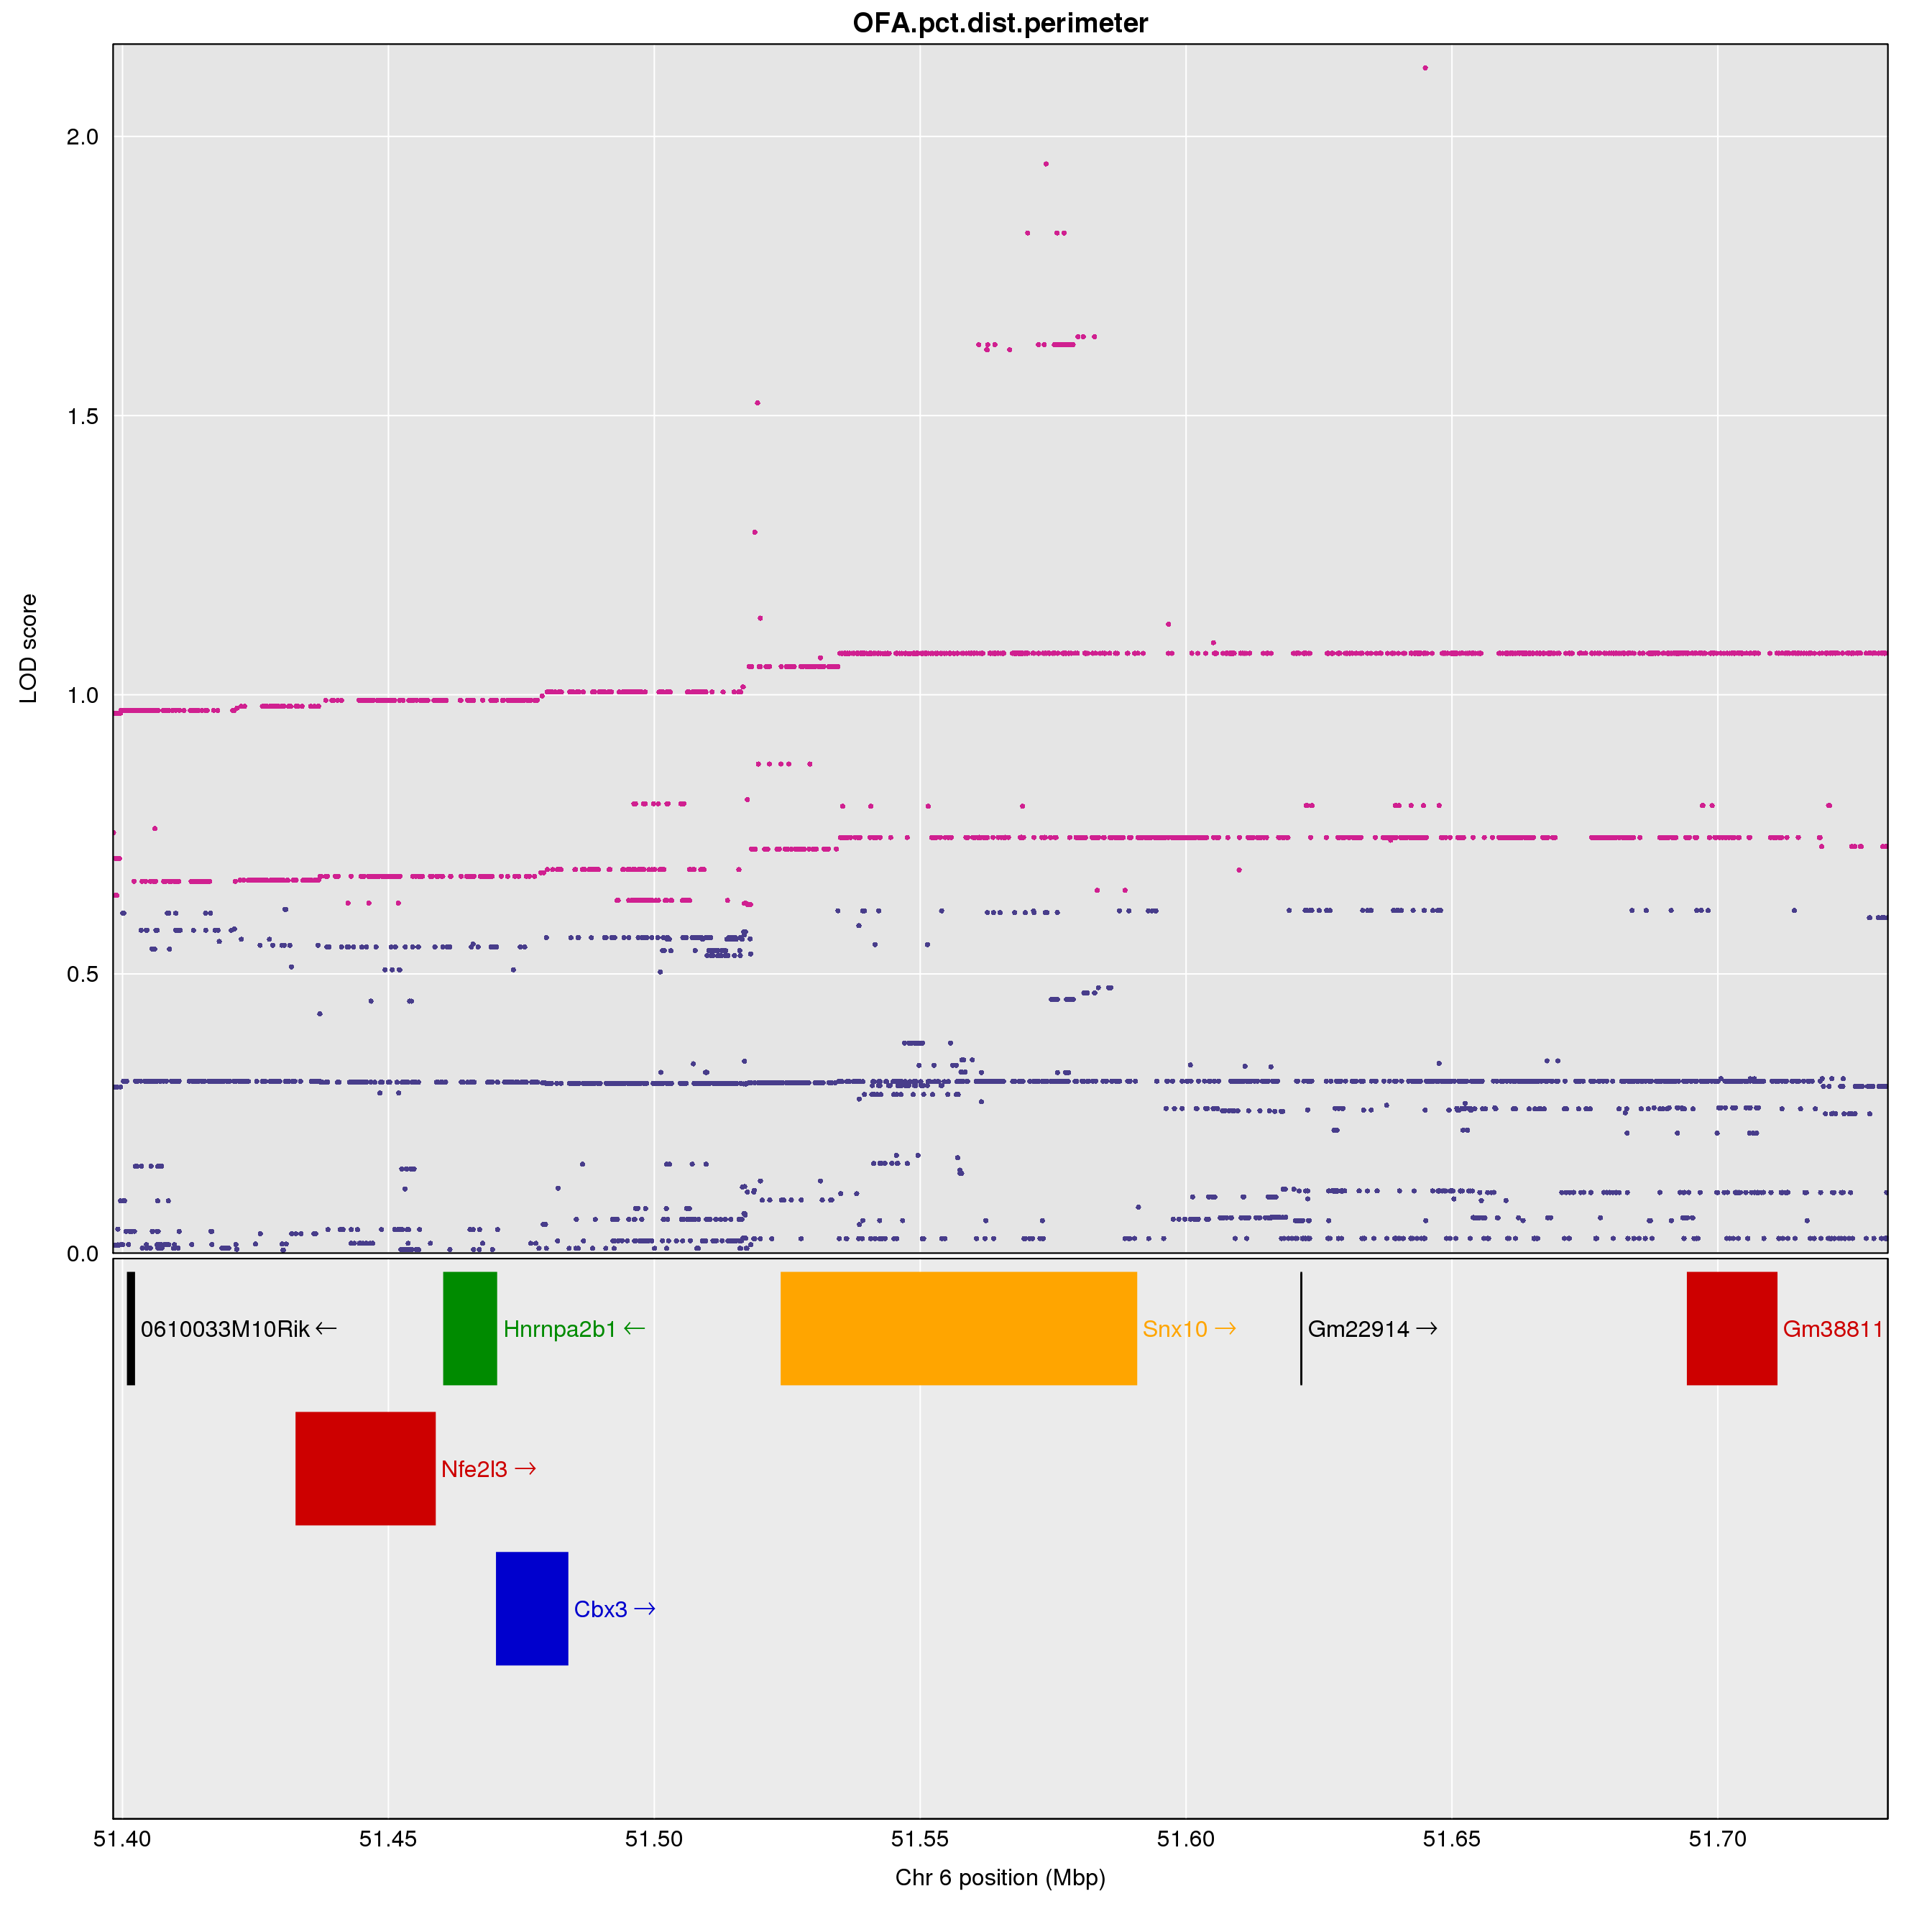 OFA.pct.dist.perimeter
2.0
1.5
1.0
0.5
0.0
LOD score
0610033M10Rik ←
Hnrnpa2b1 ←
Snx10 →
Gm22914 →
Gm38811
Nfe2l3 →
Cbx3 →
51.40 51.45 51.50 51.55 51.60 51.65 51.70
Chr 6 position (Mbp)